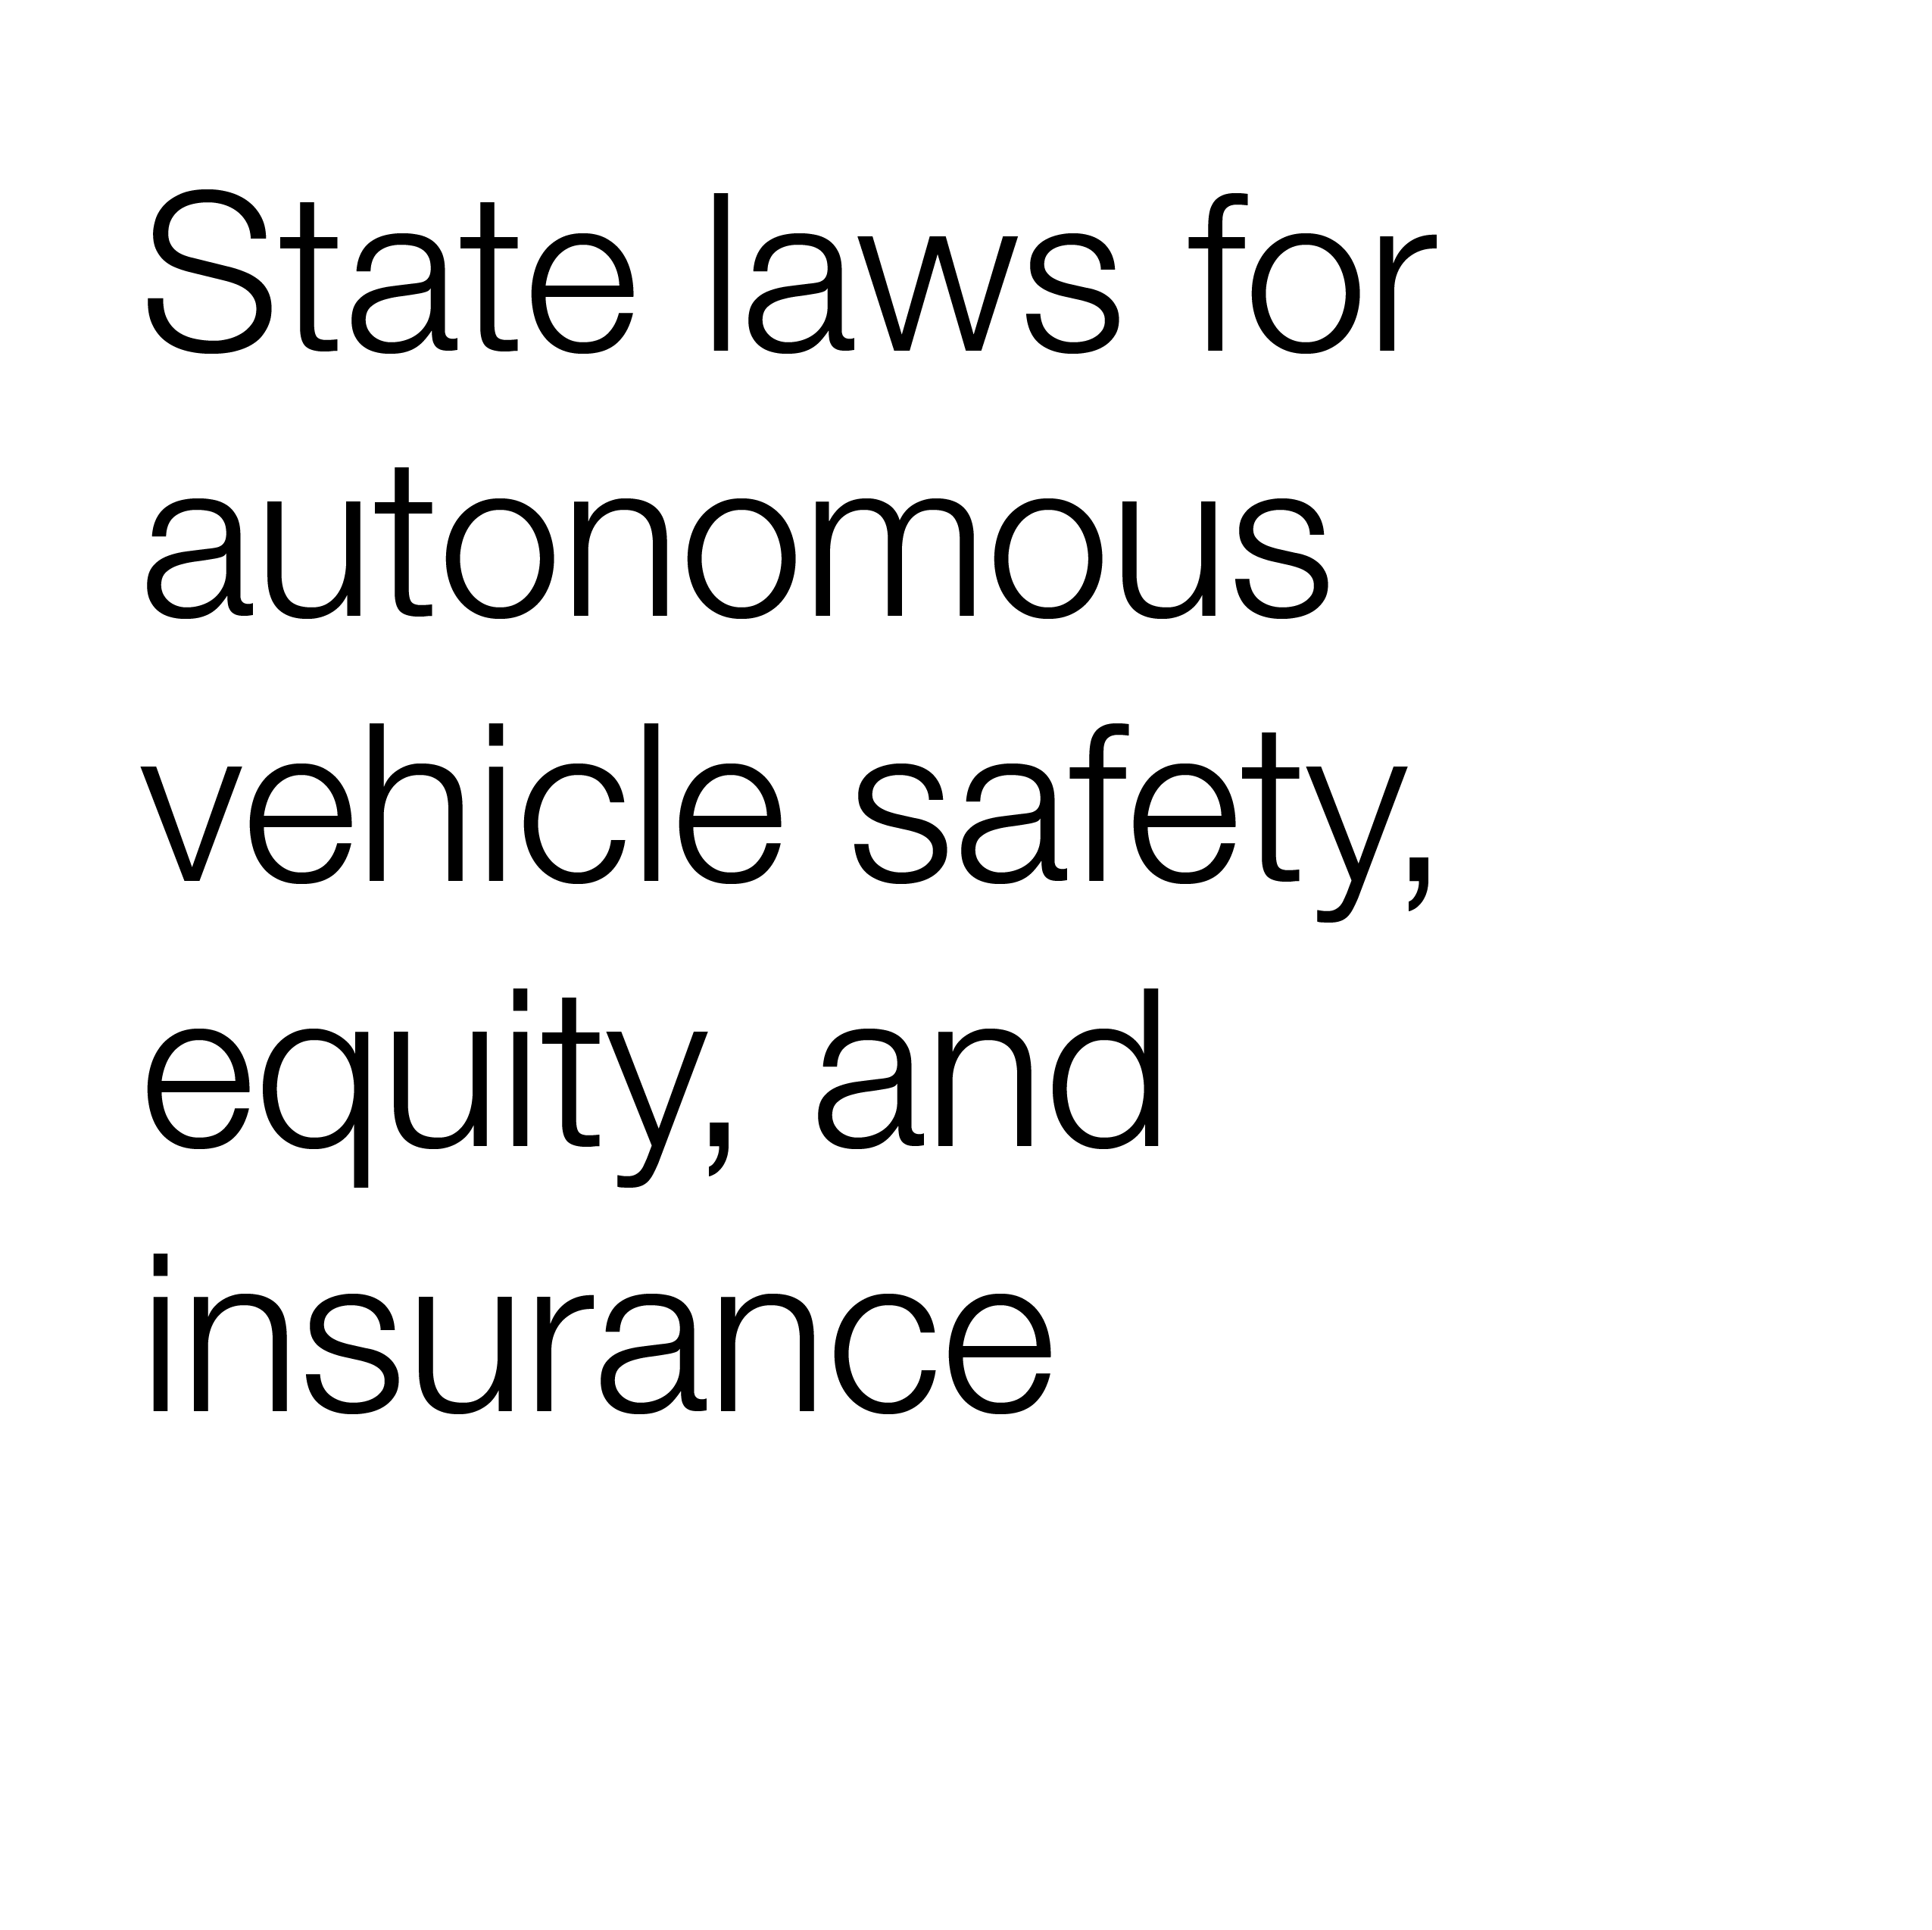 State laws for
autonomous
vehicle safety,
equity, and
insurance